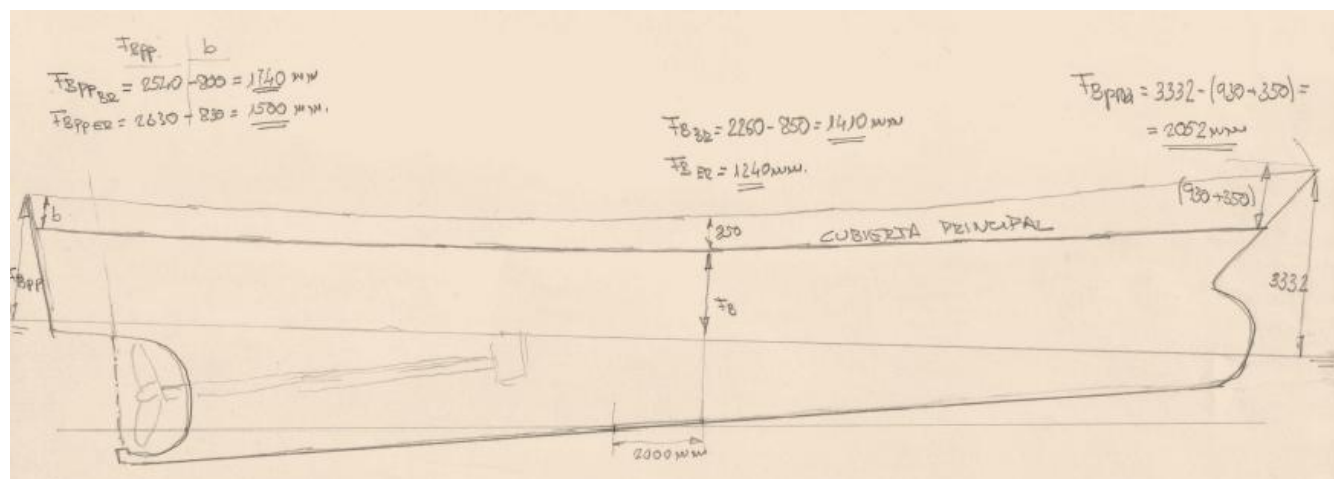 FBpp. b
FBPPBR = 2540 - 800 = 1740 mm
FBPPER = 2630 - 830 = 1500 mm.
FBBR = 2260 - 850 = 1410 mm
FBER = 1240 mm.
FBPRA = 3332 - (930+350) =
= 2052 mm
(930+350)
b
250
CUBIERTA PRINCIPAL
FBPP
FB
3332
2000 mm